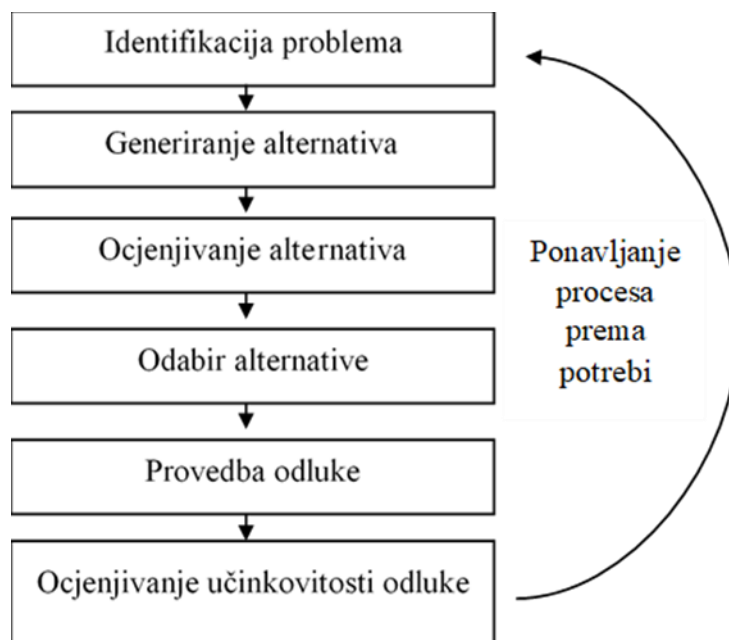 Identifikacija problema
Generiranje alternativa
Ocjenjivanje alternativa
Odabir alternative
Provedba odluke
Ocjenjivanje učinkovitosti odluke
Ponavljanje
procesa
prema
potrebi